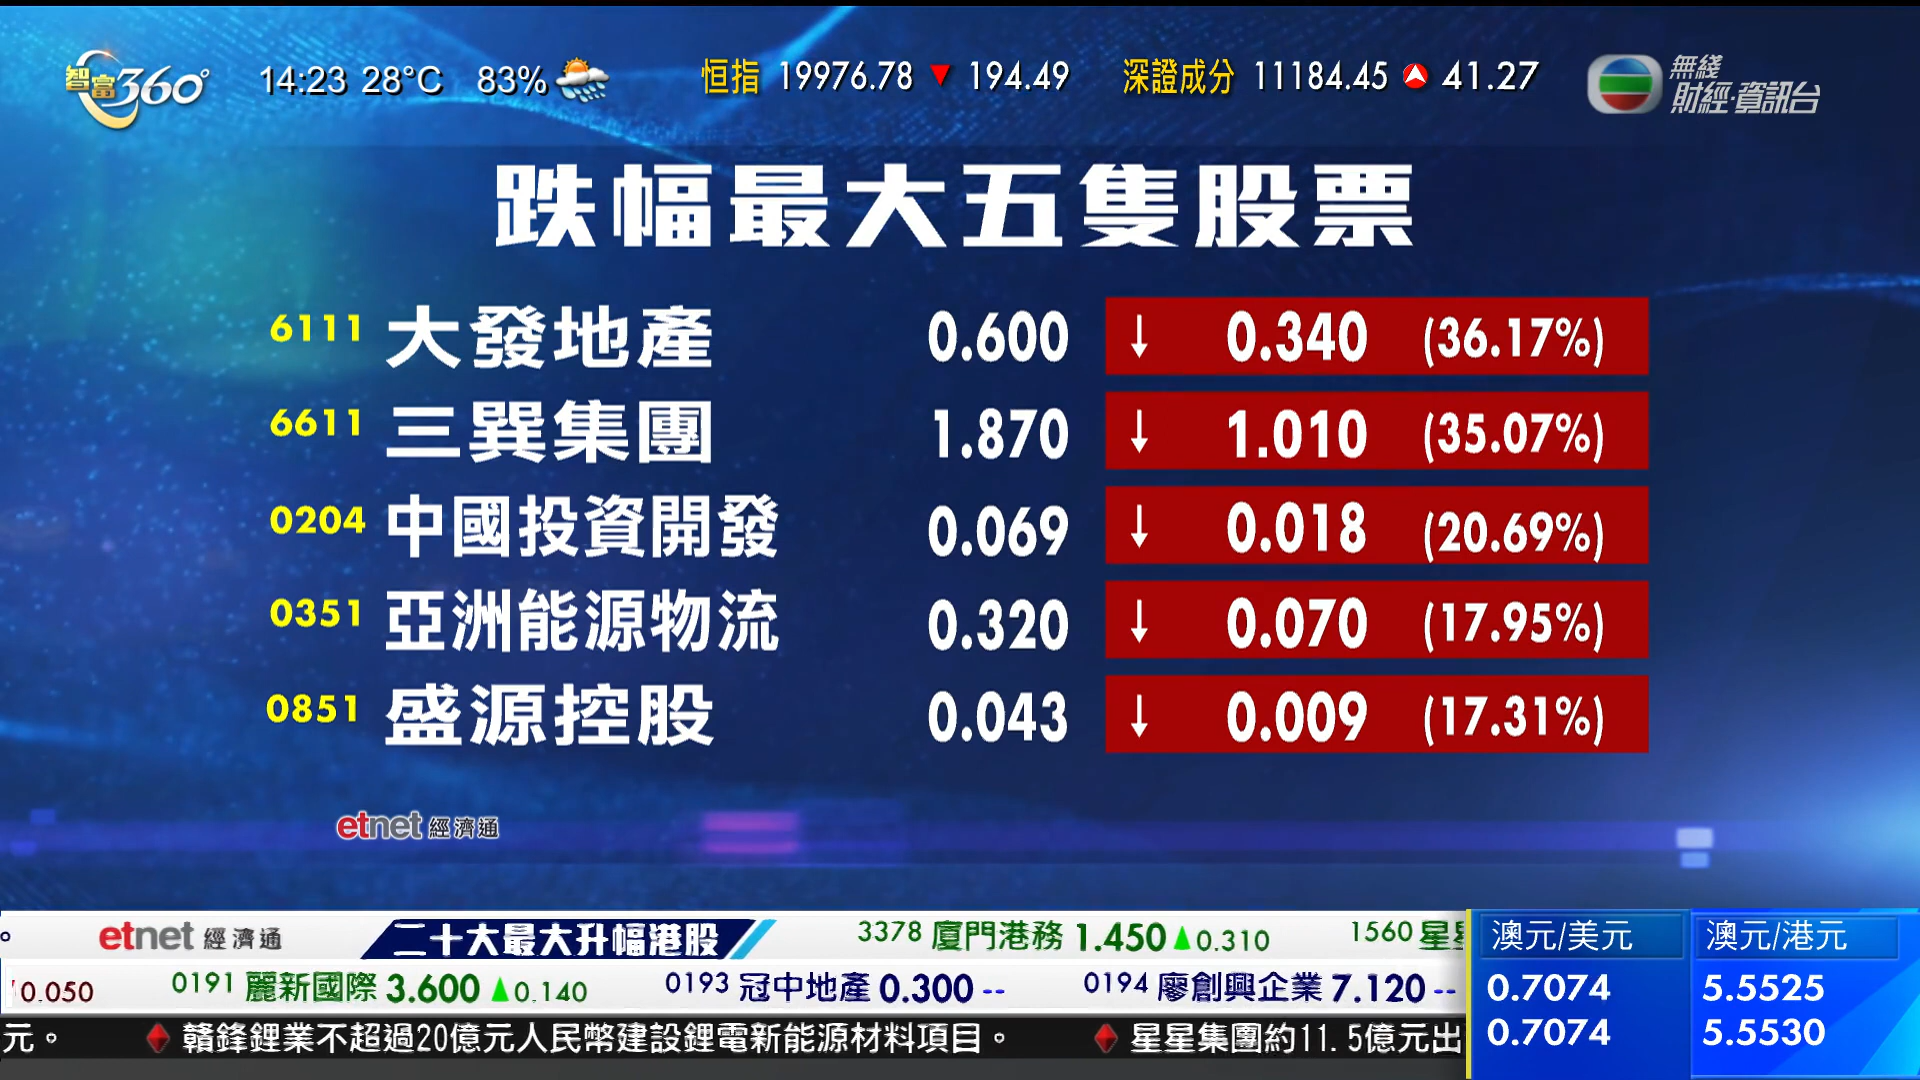 智富360° 14:23 28°C 83% 恒指 19976.78 ▼ 194.49 深證成分 11184.45 ▲ 41.27 無綫
財經·資訊台
跌幅最大五隻股票
6111 大發地產 0.600 ↓ 0.340 (36.17%)
6611 三巽集團 1.870 ↓ 1.010 (35.07%)
0204 中國投資開發 0.069 ↓ 0.018 (20.69%)
0351 亞洲能源物流 0.320 ↓ 0.070 (17.95%)
0851 盛源控股 0.043 ↓ 0.009 (17.31%)
etnet 經濟通
。 etnet 經濟通 二十大最大升幅港股 3378 廈門港務 1.450 ▲ 0.310 1560 星
0.050 0191 麗新國際 3.600 ▲ 0.140 0193 冠中地產 0.300 -- 0194 廖創興企業 7.120 --
元。 ◆ 贛鋒鋰業不超過20億元人民幣建設鋰電新能源材料項目。 ◆ 星星集團約11.5億元出
澳元/美元 澳元/港元
0.7074 5.5525
0.7074 5.5530